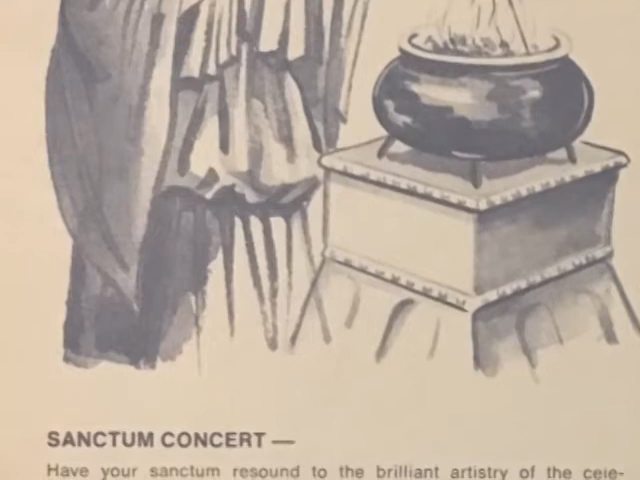 SANCTUM CONCERT —
Have your sanctum resound to the brilliant artistry of the cele-